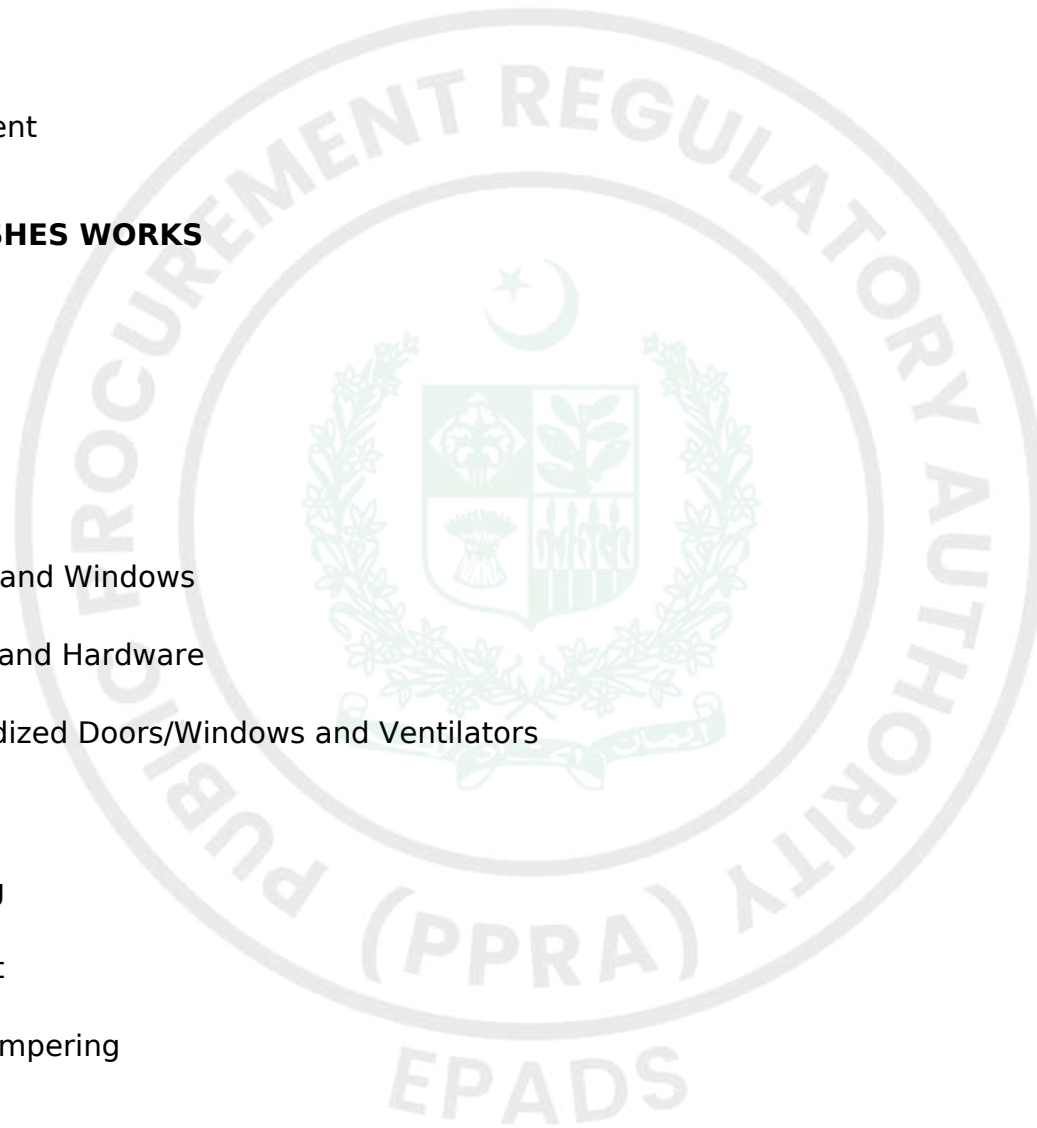 ent
SHES WORKS
and Windows
and Hardware
dized Doors/Windows and Ventilators
g
t
mpering
PUBLIC PROCUREMENT REGULATORY AUTHORITY
(PPRA)
EPADS